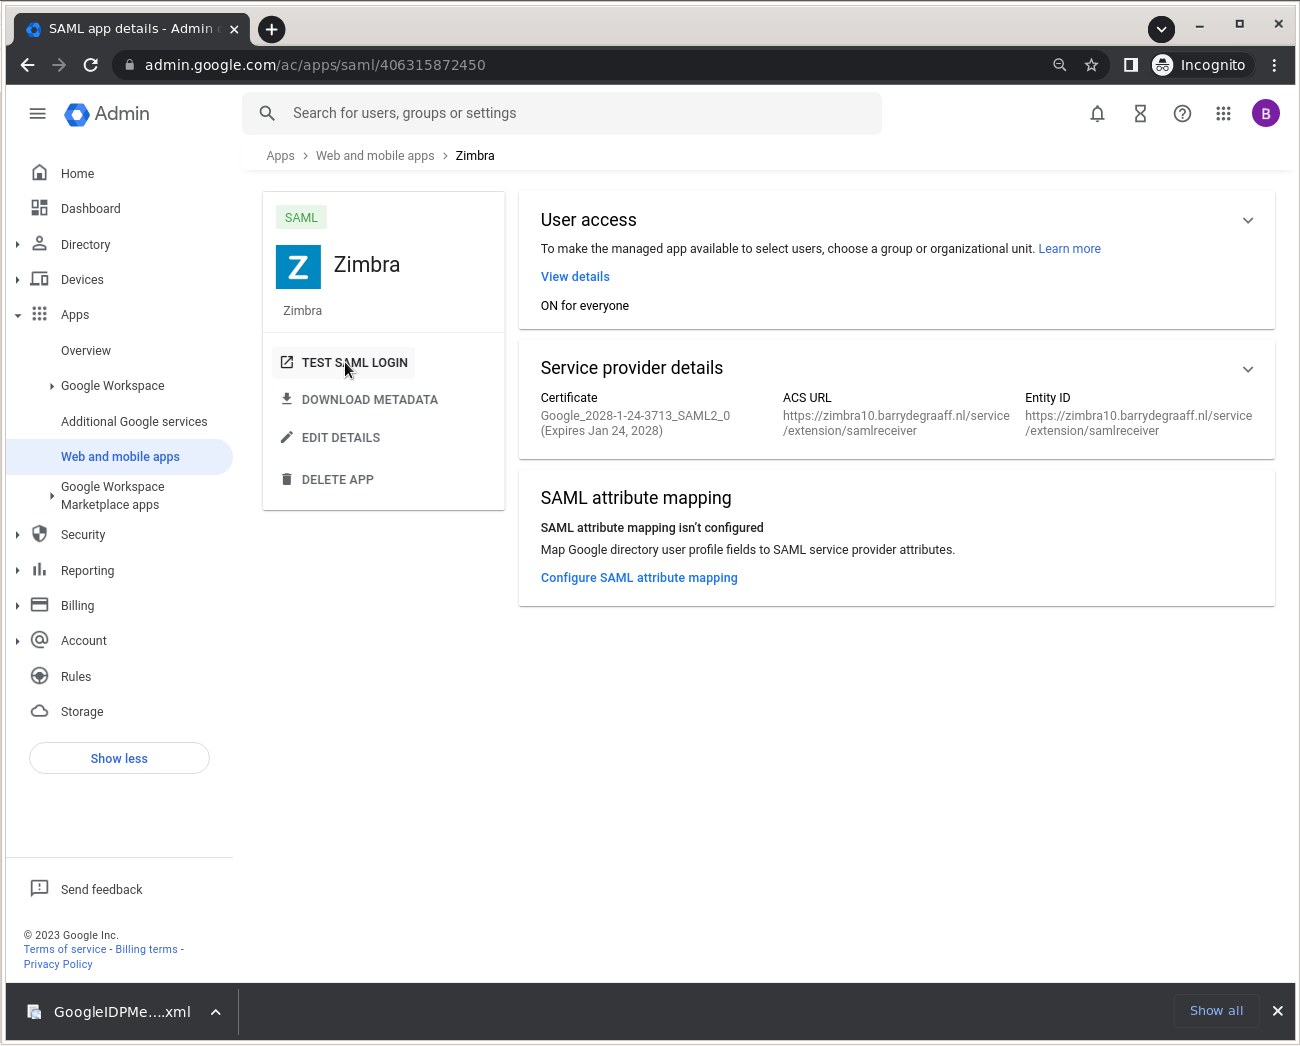 SAML app details - Admin
admin.google.com/ac/apps/saml/406315872450
Incognito
Admin
Search for users, groups or settings
B
Apps > Web and mobile apps > Zimbra
Home
Dashboard
Directory
Devices
Apps
Overview
Google Workspace
Additional Google services
Web and mobile apps
Google Workspace
Marketplace apps
Security
Reporting
Billing
Account
Rules
Storage
Show less
Send feedback
© 2023 Google Inc.
Terms of service - Billing terms -
Privacy Policy
SAML
Z
Zimbra
Zimbra
TEST SAML LOGIN
DOWNLOAD METADATA
EDIT DETAILS
DELETE APP
User access
To make the managed app available to select users, choose a group or organizational unit. Learn more
View details
ON for everyone
Service provider details
Certificate
Google_2028-1-24-3713_SAML2_0
(Expires Jan 24, 2028)
ACS URL
https://zimbra10.barrydegraaff.nl/service
/extension/samlreceiver
Entity ID
https://zimbra10.barrydegraaff.nl/service
/extension/samlreceiver
SAML attribute mapping
SAML attribute mapping isn't configured
Map Google directory user profile fields to SAML service provider attributes.
Configure SAML attribute mapping
GoogleIDPMe....xml
Show all